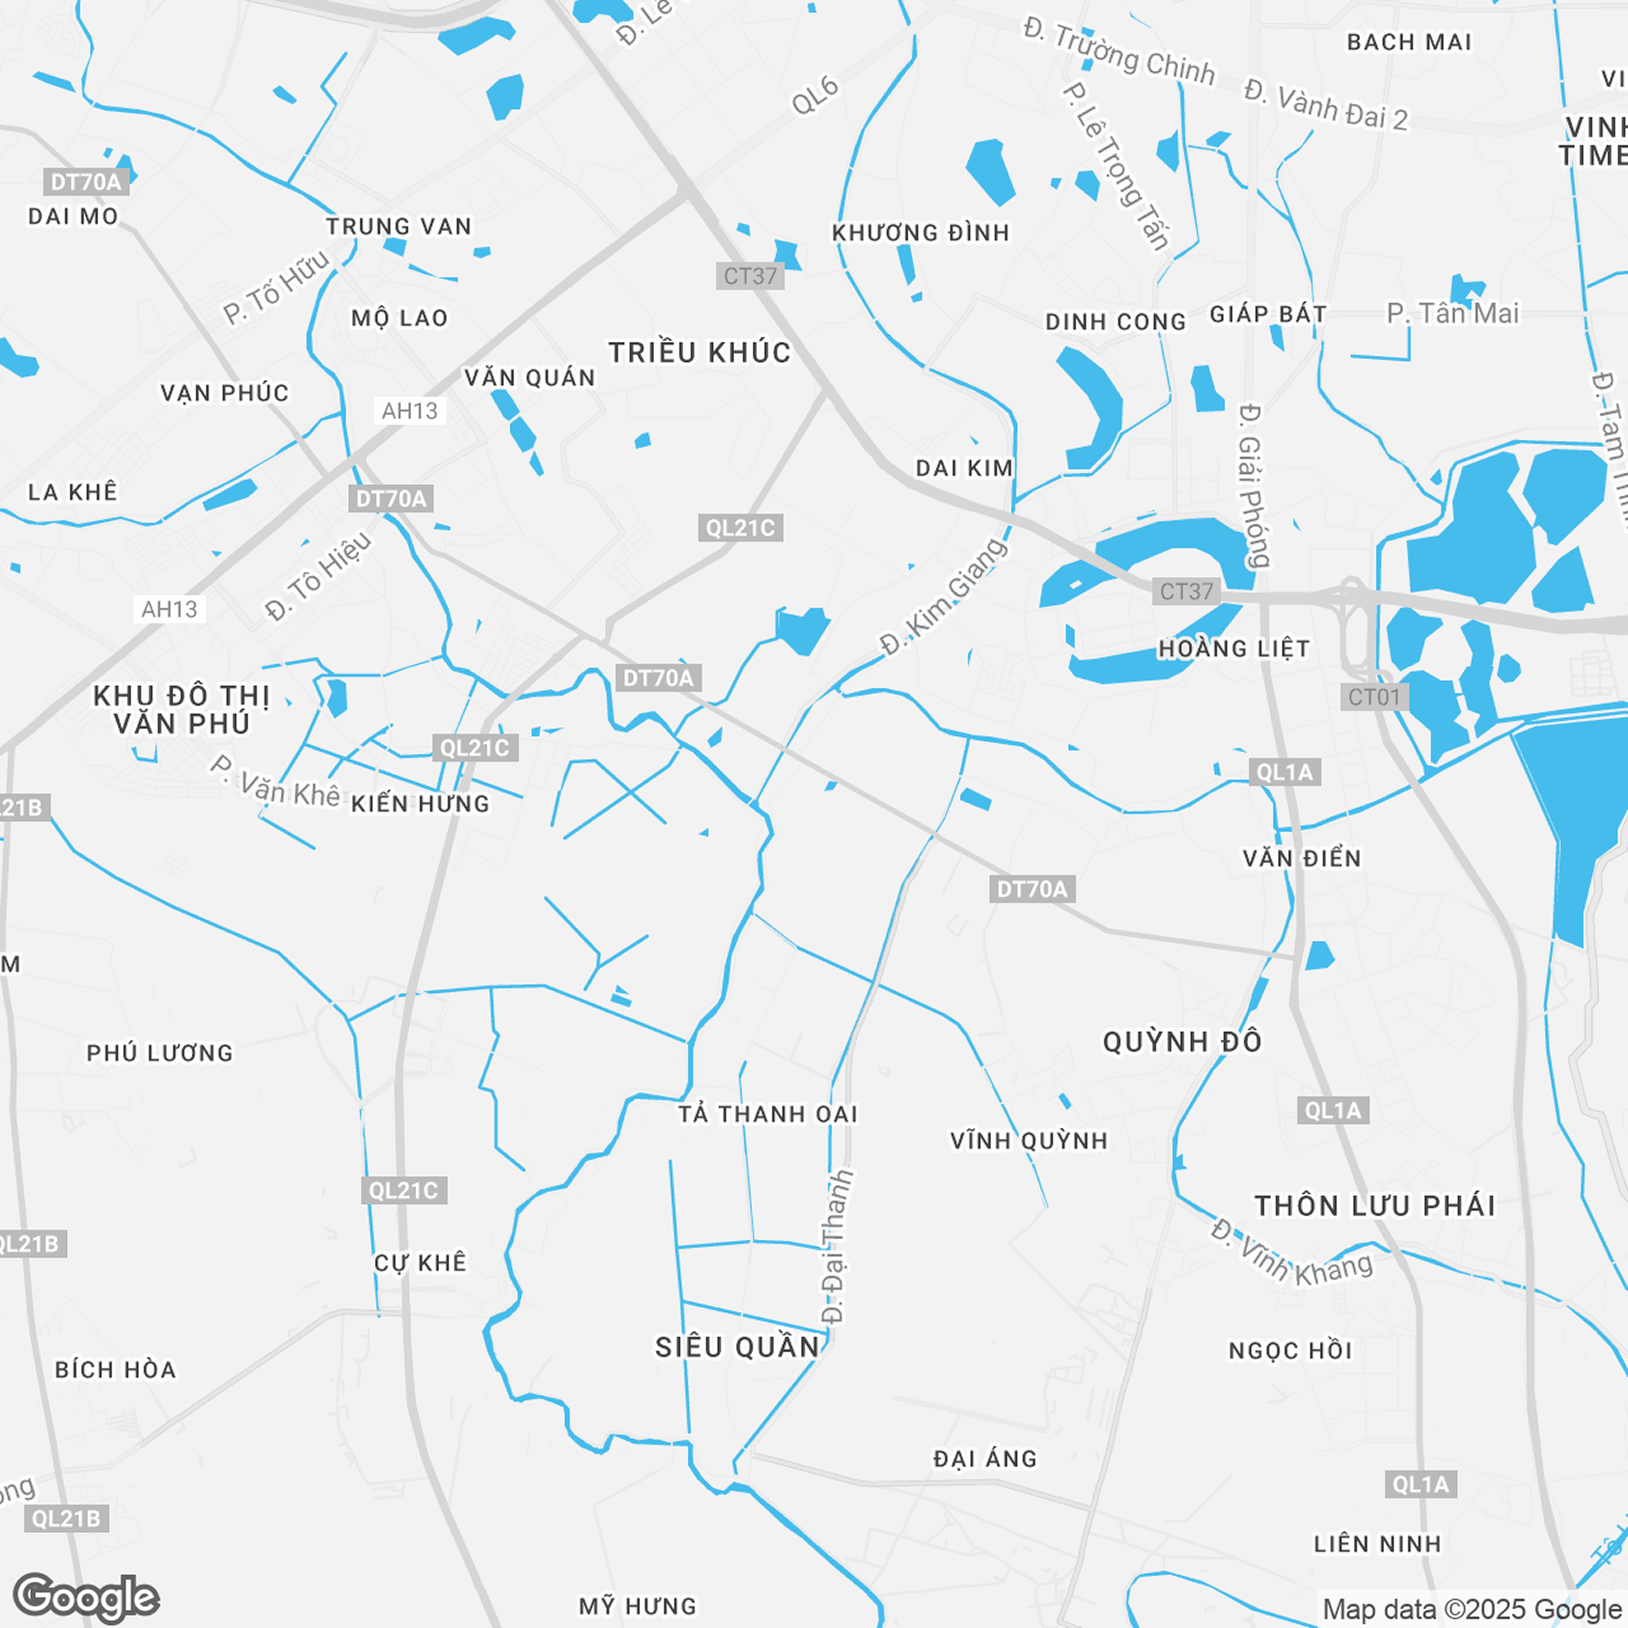 Đ. Trường Chinh
BACH MAI
QL6
P. Lê Trọng Tấn
Đ. Vành Đai 2
VINH
TIME
DT70A
DAI MO
TRUNG VAN
KHƯƠNG ĐÌNH
P. Tố Hữu
CT37
MỘ LAO
DINH CONG
GIÁP BÁT
P. Tân Mai
TRIỀU KHÚC
VĂN QUÁN
VẠN PHÚC
AH13
Đ. Giải Phóng
DAI KIM
LA KHÊ
DT70A
QL21C
Đ. Tô Hiệu
Đ. Kim Giang
CT37
AH13
HOÀNG LIỆT
DT70A
KHU ĐÔ THỊ
VĂN PHÚ
CT01
QL21C
P. Văn Khê
KIẾN HƯNG
QL1A
21B
VĂN ĐIỂN
DT70A
M
QUỲNH ĐÔ
PHÚ LƯƠNG
TẢ THANH OAI
QL1A
VĨNH QUỲNH
QL21C
Đ. Đại Thanh
THÔN LƯU PHÁI
QL21B
Đ. Vĩnh Khang
CỰ KHÊ
SIÊU QUẦN
NGỌC HỒI
BÍCH HÒA
ĐẠI ÁNG
QL1A
QL21B
LIÊN NINH
Google
MỸ HƯNG
Map data ©2025 Google